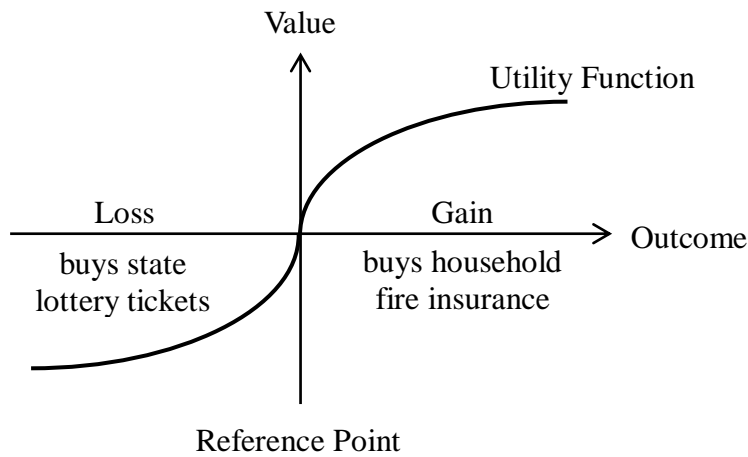 Value
Utility Function
Loss
Gain
Outcome
buys state
lottery tickets
buys household
fire insurance
Reference Point